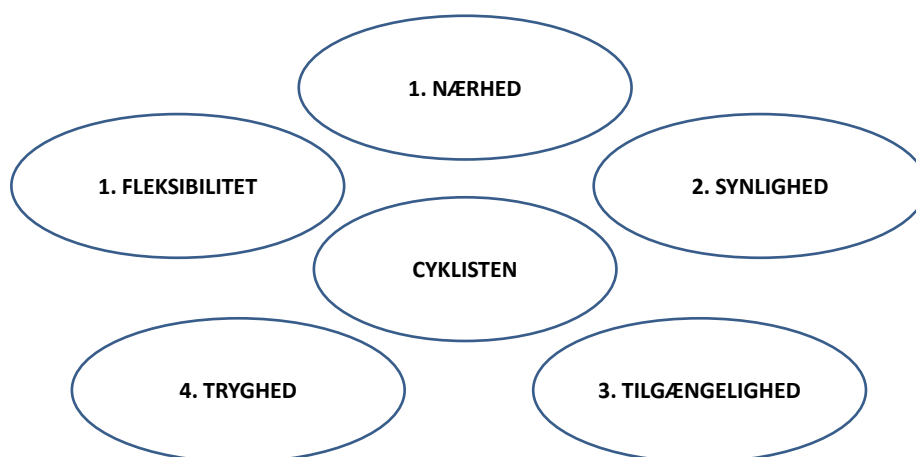 1. NÆRHED
1. FLEKSIBILITET
2. SYNLIGHED
CYKLISTEN
4. TRYGHED
3. TILGÆNGELIGHED